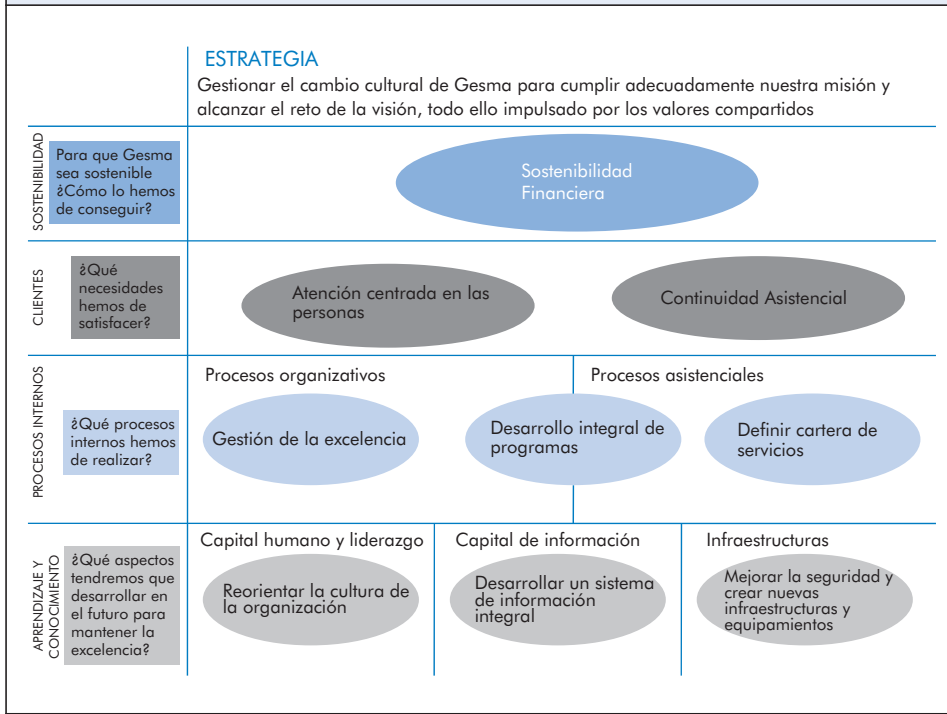 ESTRATEGIA
Gestionar el cambio cultural de Gesma para cumplir adecuadamente nuestra misión y
alcanzar el reto de la visión, todo ello impulsado por los valores compartidos
SOSTENIBILIDAD
Para que Gesma
sea sostenible
¿Cómo lo hemos
de conseguir?
Sostenibilidad
Financiera
CLIENTES
¿Qué
necesidades
hemos de
satisfacer?
Atención centrada en las
personas
Continuidad Asistencial
PROCESOS INTERNOS
¿Qué procesos
internos hemos
de realizar?
Procesos organizativos
Procesos asistenciales
Gestión de la excelencia
Desarrollo integral de
programas
Definir cartera de
servicios
APRENDIZAJE Y
CONOCIMIENTO
¿Qué aspectos
tendremos que
desarrollar en
el futuro para
mantener la
excelencia?
Capital humano y liderazgo
Reorientar la cultura de
la organización
Capital de información
Desarrollar un sistema
de información
integral
Infraestructuras
Mejorar la seguridad y
crear nuevas
infraestructuras y
equipamientos